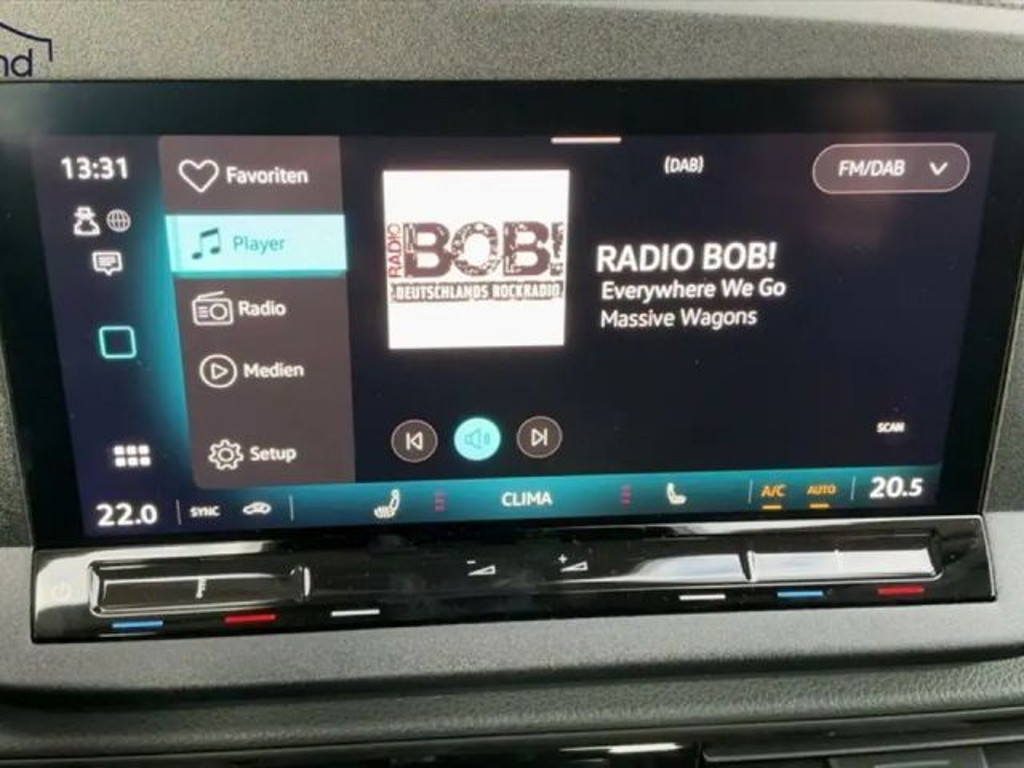 nd
13:31
Favoriten
Player
Radio
Medien
Setup
RADIO
BOB!
DEUTSCHLANDS ROCKRADIO
(DAB)
FM/DAB
RADIO BOB!
Everywhere We Go
Massive Wagons
SCAN
22.0
SYNC
CLIMA
A/C
AUTO
20.5
- +